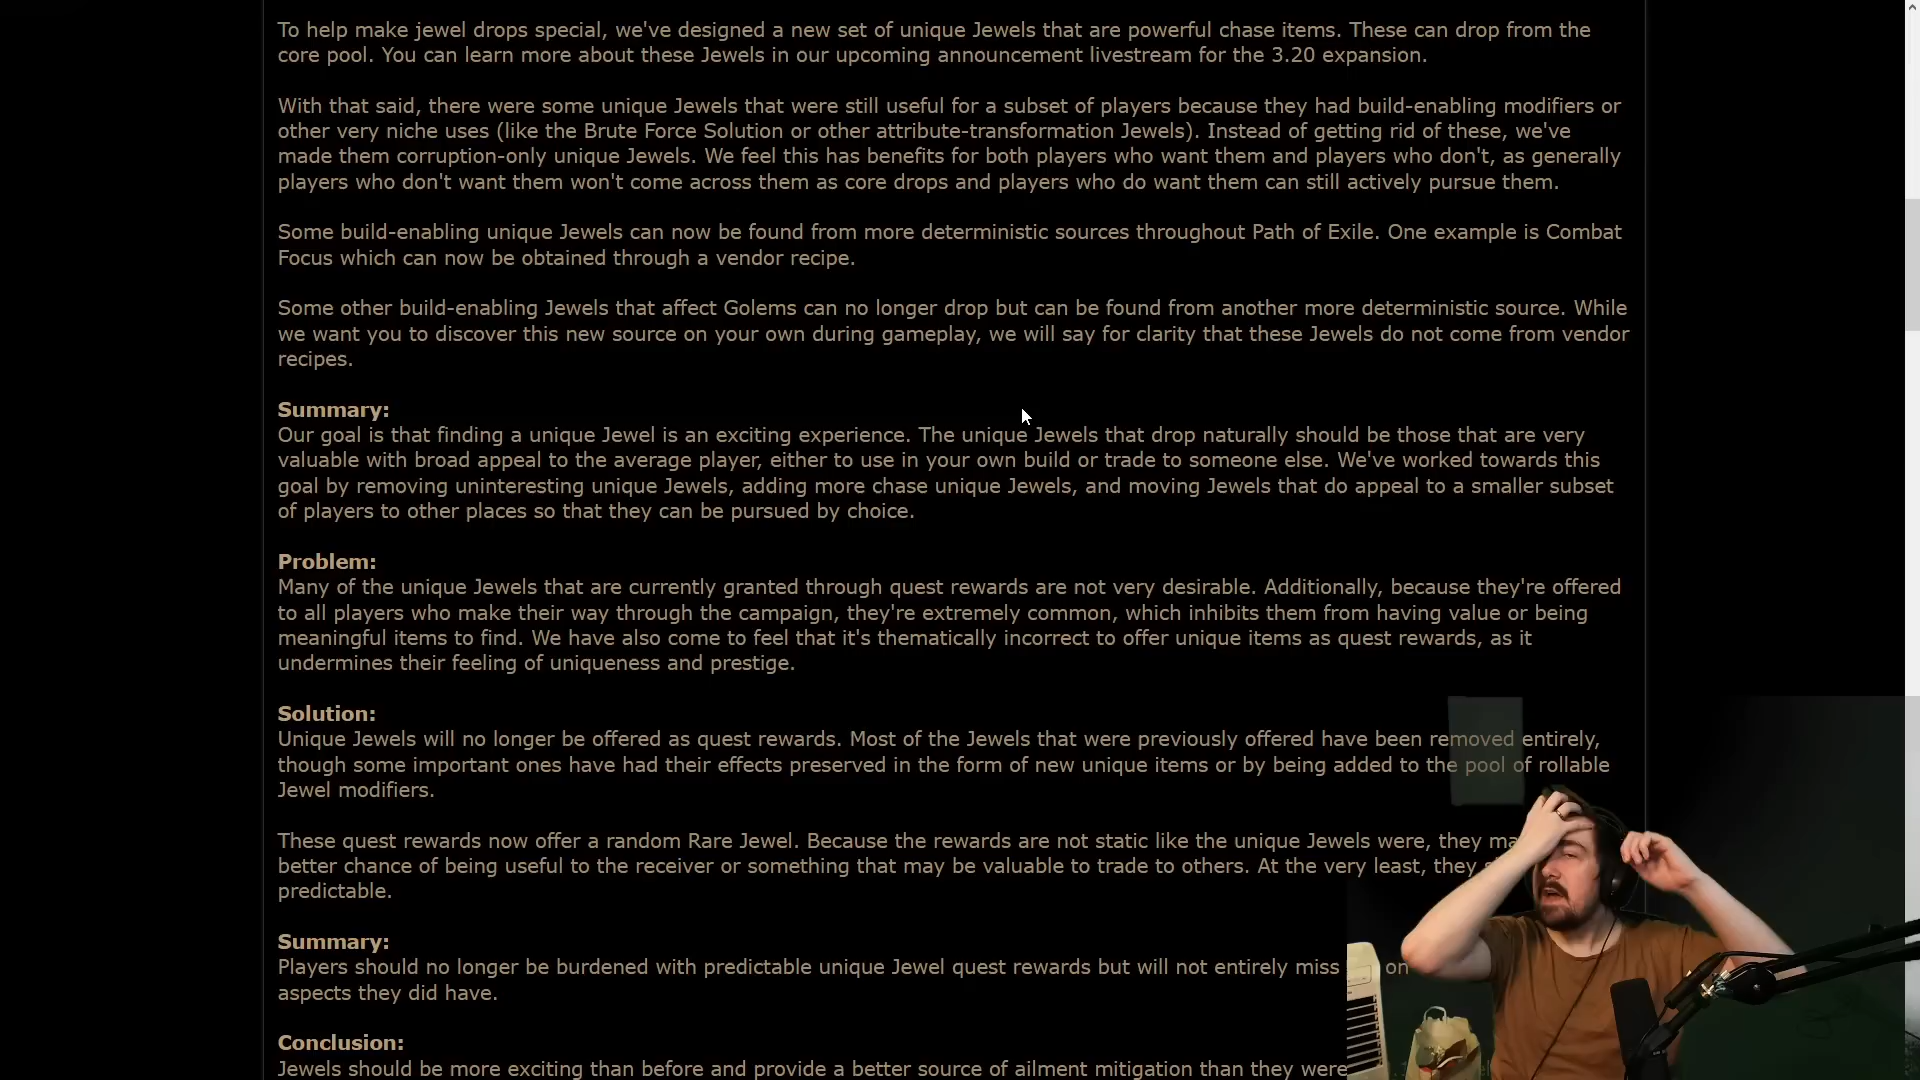 To help make jewel drops special, we've designed a new set of unique Jewels that are powerful chase items. These can drop from the
core pool. You can learn more about these Jewels in our upcoming announcement livestream for the 3.20 expansion.
With that said, there were some unique Jewels that were still useful for a subset of players because they had build-enabling modifiers or
other very niche uses (like the Brute Force Solution or other attribute-transformation Jewels). Instead of getting rid of these, we've
made them corruption-only unique Jewels. We feel this has benefits for both players who want them and players who don't, as generally
players who don't want them won't come across them as core drops and players who do want them can still actively pursue them.
Some build-enabling unique Jewels can now be found from more deterministic sources throughout Path of Exile. One example is Combat
Focus which can now be obtained through a vendor recipe.
Some other build-enabling Jewels that affect Golems can no longer drop but can be found from another more deterministic source. While
we want you to discover this new source on your own during gameplay, we will say for clarity that these Jewels do not come from vendor
recipes.
Summary:
Our goal is that finding a unique Jewel is an exciting experience. The unique Jewels that drop naturally should be those that are very
valuable with broad appeal to the average player, either to use in your own build or trade to someone else. We've worked towards this
goal by removing uninteresting unique Jewels, adding more chase unique Jewels, and moving Jewels that do appeal to a smaller subset
of players to other places so that they can be pursued by choice.
Problem:
Many of the unique Jewels that are currently granted through quest rewards are not very desirable. Additionally, because they're offered
to all players who make their way through the campaign, they're extremely common, which inhibits them from having value or being
meaningful items to find. We have also come to feel that it's thematically incorrect to offer unique items as quest rewards, as it
undermines their feeling of uniqueness and prestige.
Solution:
Unique Jewels will no longer be offered as quest rewards. Most of the Jewels that were previously offered have been removed entirely,
though some important ones have had their effects preserved in the form of new unique items or by being added to the pool of rollable
Jewel modifiers.
These quest rewards now offer a random Rare Jewel. Because the rewards are not static like the unique Jewels were, they
better chance of being useful to the receiver or something that may be valuable to trade to others. At the very least, they
predictable.
Summary:
Players should no longer be burdened with predictable unique Jewel quest rewards but will not entirely miss on
aspects they did have.
Conclusion:
Jewels should be more exciting than before and provide a better source of ailment mitigation than they were